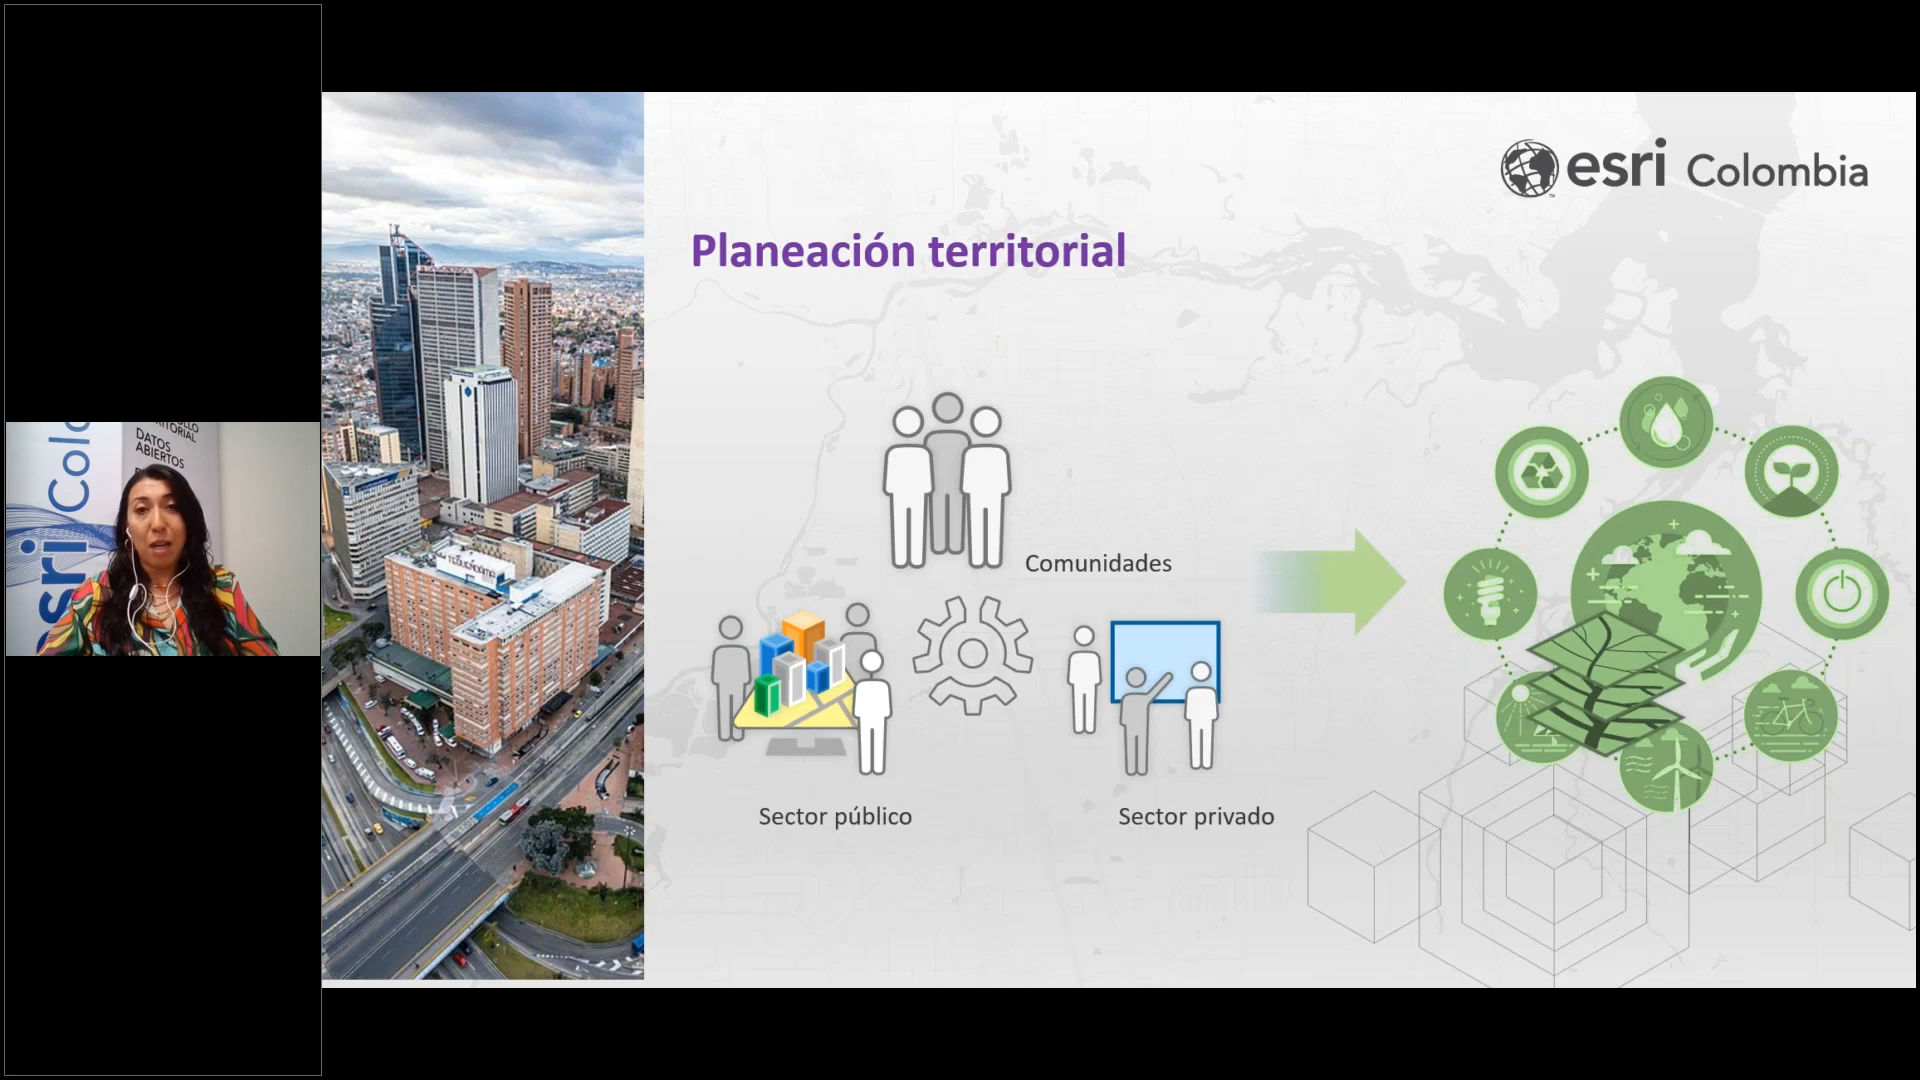 esri Colombia
Planeación territorial
Comunidades
Sector público
Sector privado
DATOS
ABIERTOS